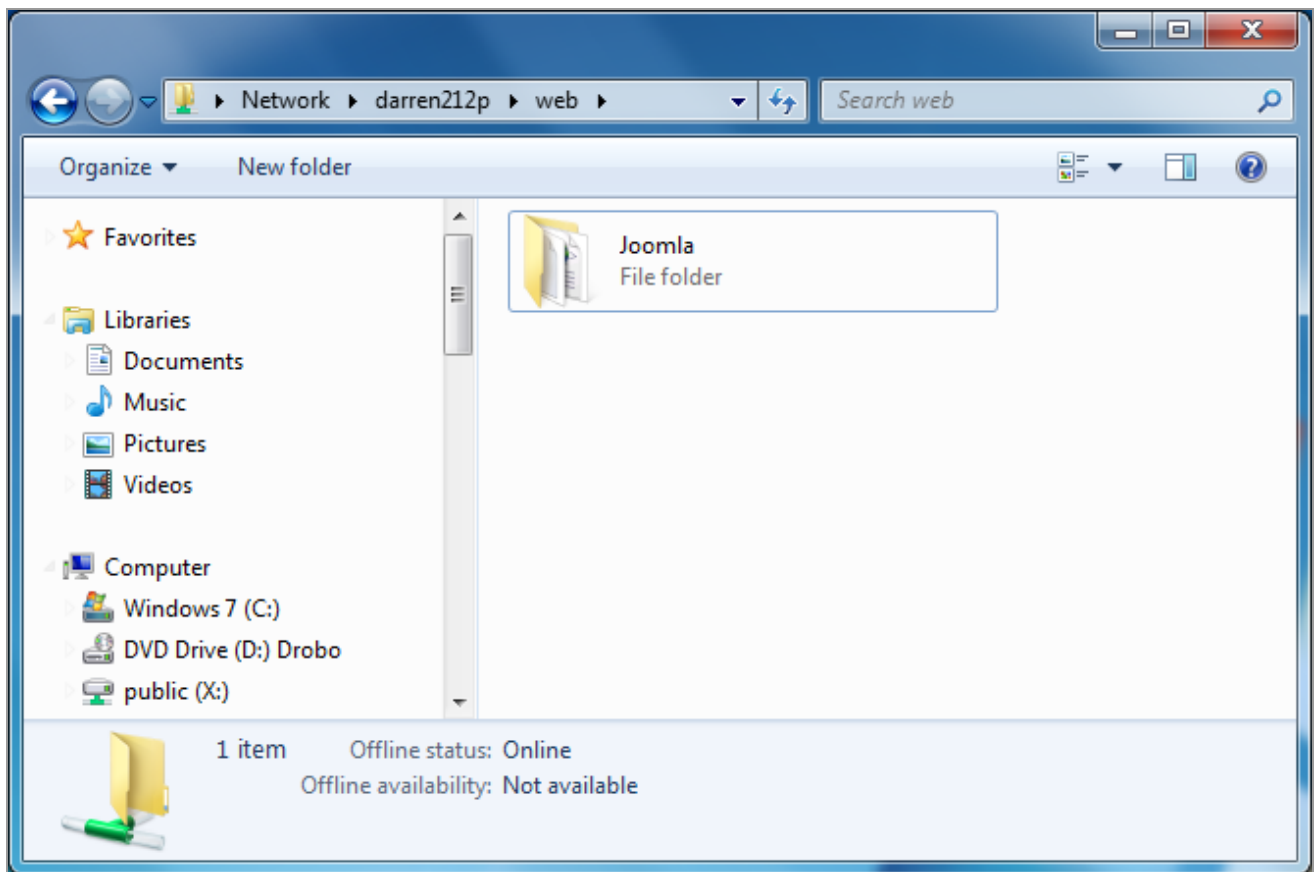 Network ▸ darren212p ▸ web ▸
Search web
Organize
New folder
Favorites
Libraries
Documents
Music
Pictures
Videos
Computer
Windows 7 (C:)
DVD Drive (D:) Drobo
public (X:)
Joomla
File folder
1 item Offline status: Online
Offline availability: Not available